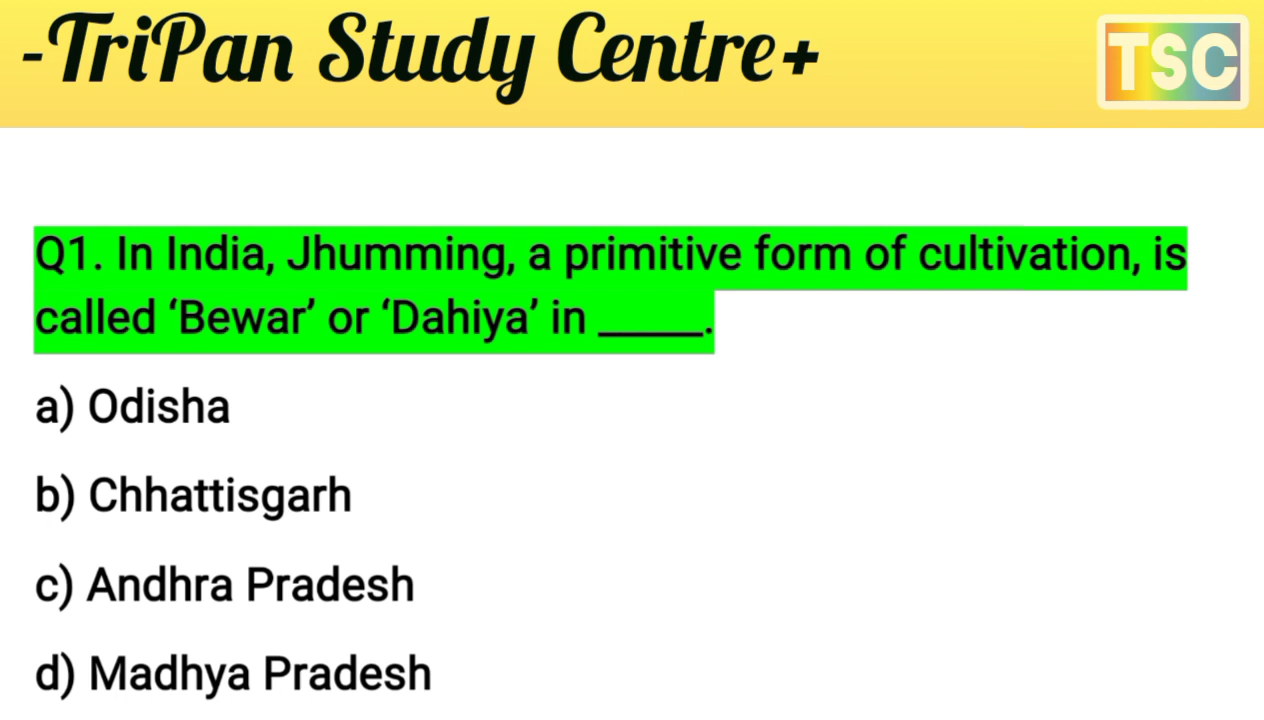 -TriPan Study Centre+
TSC
Q1. In India, Jhumming, a primitive form of cultivation, is
called ‘Bewar’ or ‘Dahiya’ in _____.
a) Odisha
b) Chhattisgarh
c) Andhra Pradesh
d) Madhya Pradesh